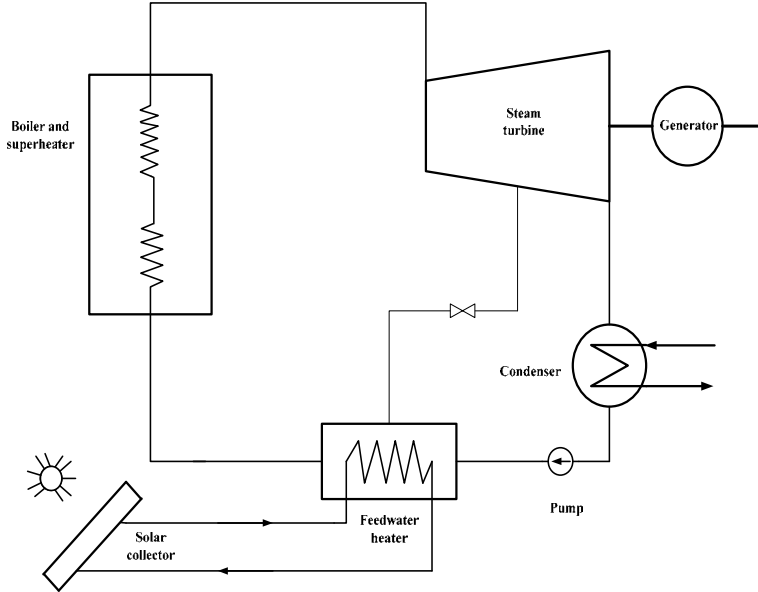 Steam
turbine
Generator
Boiler and
superheater
Condenser
Pump
Feedwater
heater
Solar
collector